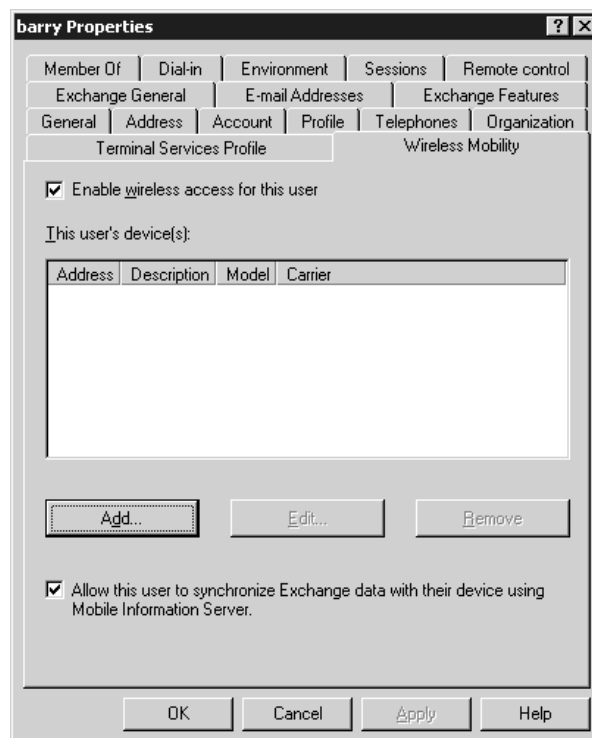 barry Properties
Member Of Dial-in Environment Sessions Remote control
Exchange General E-mail Addresses Exchange Features
General Address Account Profile Telephones Organization
Terminal Services Profile Wireless Mobility
Enable wireless access for this user
This user's device(s):
Address Description Model Carrier
Add... Edit... Remove
Allow this user to synchronize Exchange data with their device using
Mobile Information Server.
OK Cancel Apply Help